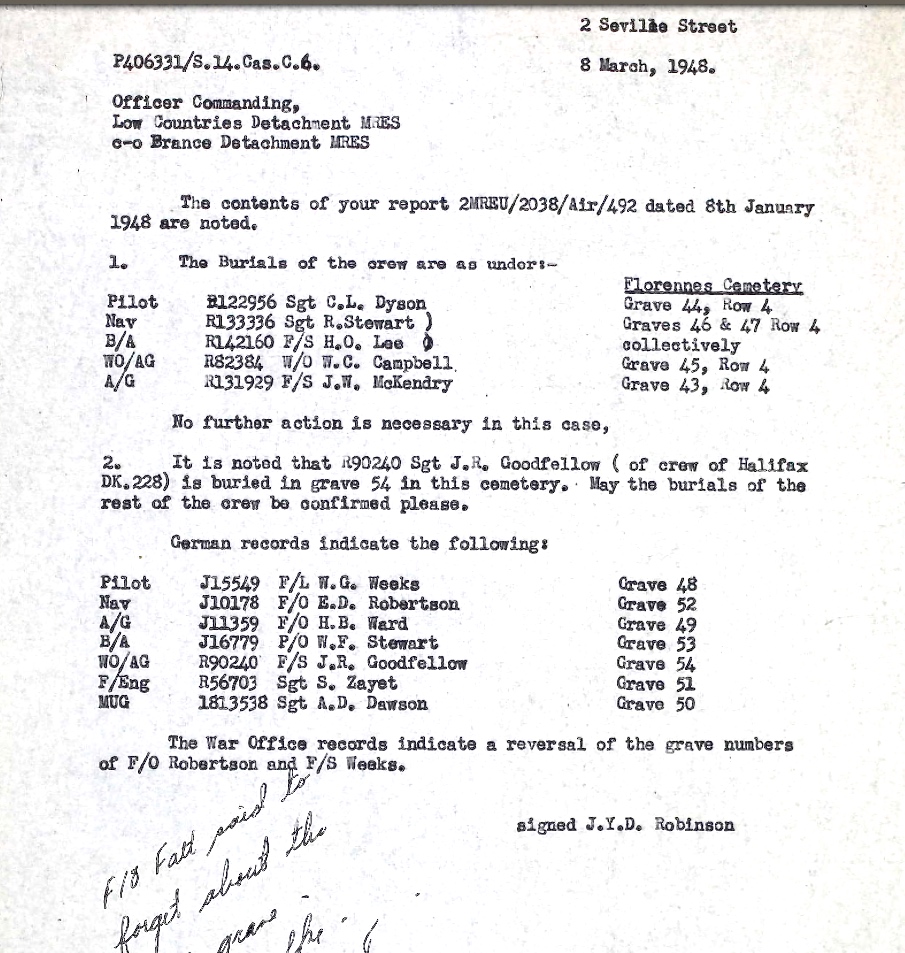 2 Seville Street
P406331/S.14.Cas.C.6.
8 March, 1948.
Officer Commanding,
Low Countries Detachment MRES
c-o France Detachment MRES
The contents of your report 2MREU/2038/Air/492 dated 8th January
1948 are noted.
1. The Burials of the crew are as under:-
Florennes Cemetery
Pilot R122956 Sgt C.L. Dyson Grave 44, Row 4
Nav R133336 Sgt R.Stewart ) Graves 46 & 47 Row 4
B/A R142160 F/S H.O. Lee ) collectively
WO/AG R82384 W/O W.C. Campbell Grave 45, Row 4
A/G R131929 F/S J.W. McKendry Grave 43, Row 4
No further action is necessary in this case,
2. It is noted that R90240 Sgt J.R. Goodfellow ( of crew of Halifax
DK.228) is buried in grave 54 in this cemetery. May the burials of the
rest of the crew be confirmed please.
German records indicate the following:
Pilot J15549 F/L W.G. Weeks Grave 48
Nav J10178 F/O E.D. Robertson Grave 52
A/G J11359 F/O H.B. Ward Grave 49
B/A J16779 P/O W.F. Stewart Grave 53
WO/AG R90240 F/S J.R. Goodfellow Grave 54
F/Eng R56703 Sgt S. Zayet Grave 51
MUG 1813538 Sgt A.D. Dawson Grave 50
The War Office records indicate a reversal of the grave numbers
of F/O Robertson and F/S Weeks.
signed J.Y.D. Robinson
said to
forget about the
grave
the